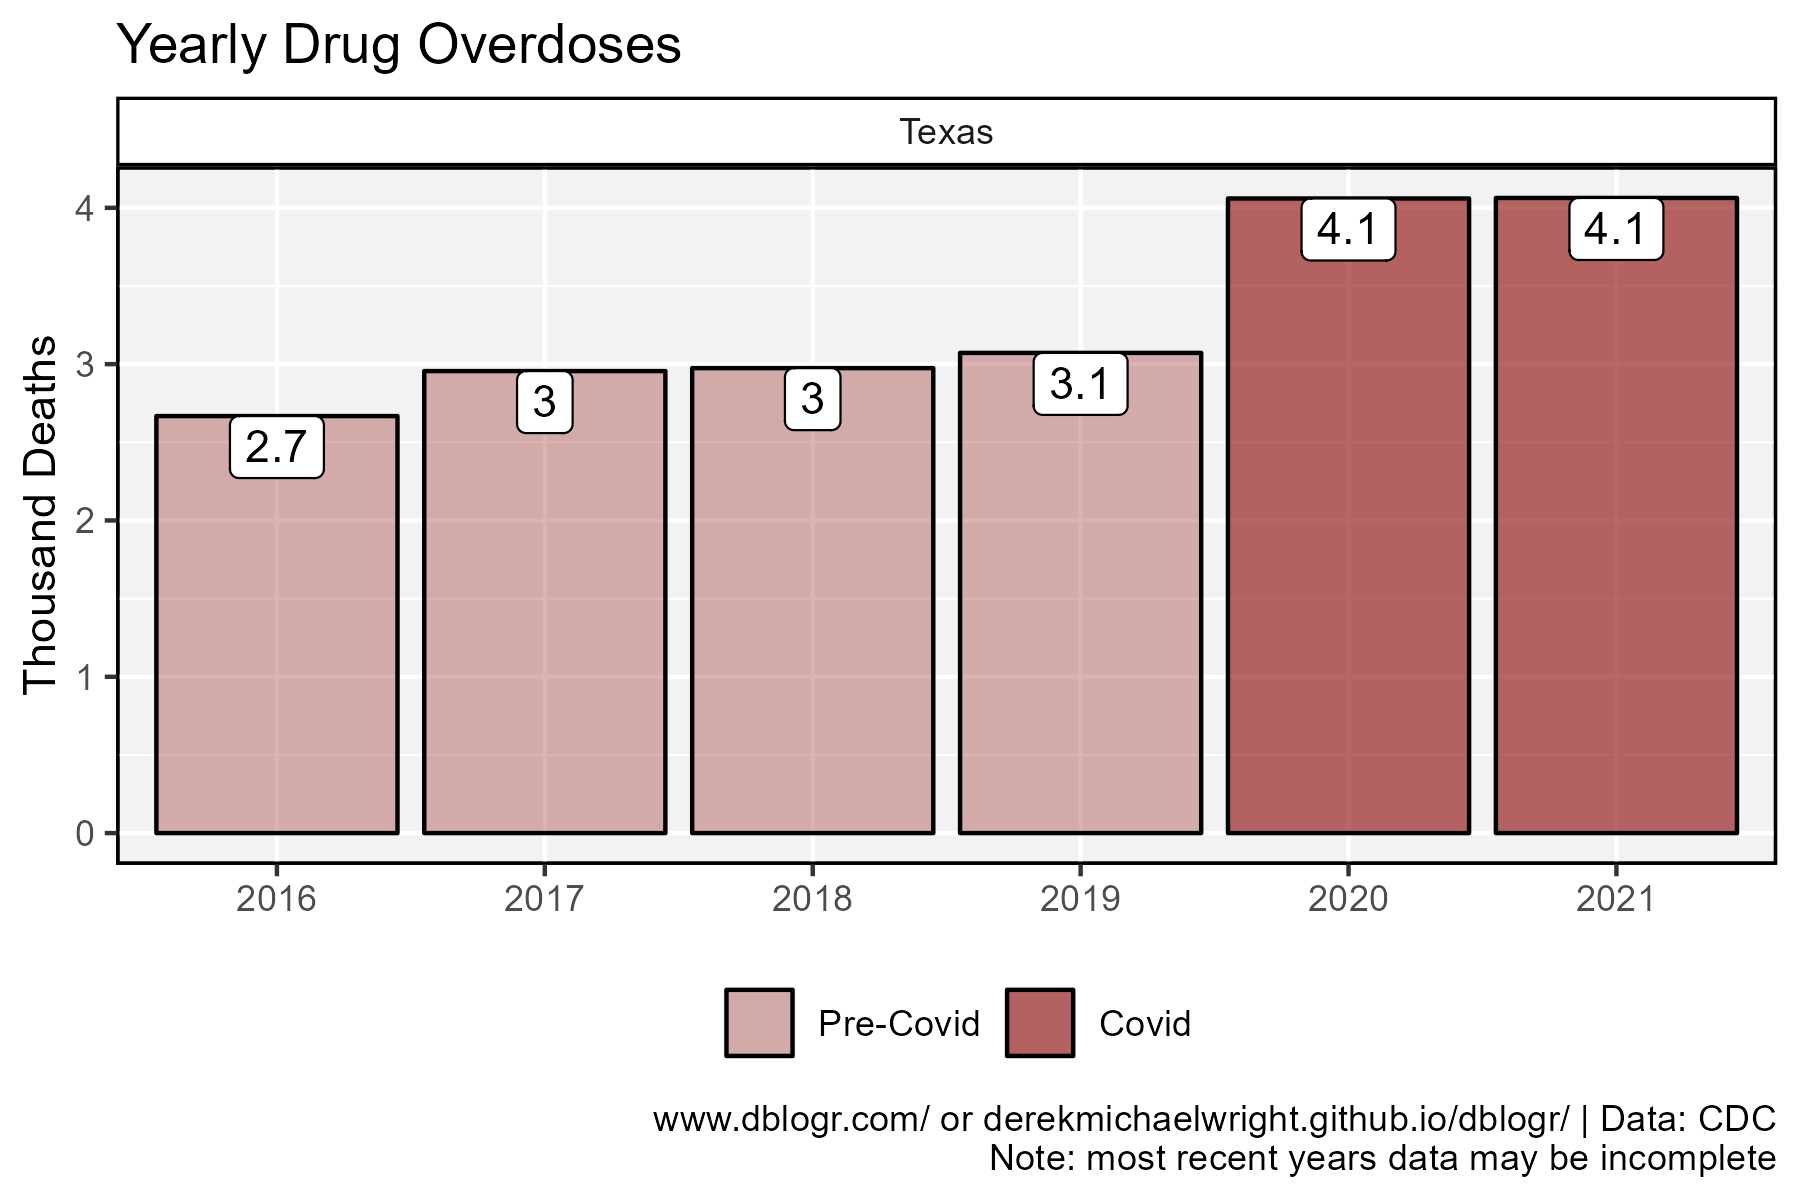 Yearly Drug Overdoses
Texas
Thousand Deaths
4
3
2
1
0
2.7
3
3
3.1
4.1
4.1
2016
2017
2018
2019
2020
2021
Pre-Covid
Covid
www.dblogr.com/ or derekmichaelwright.github.io/dblogr/ | Data: CDC
Note: most recent years data may be incomplete